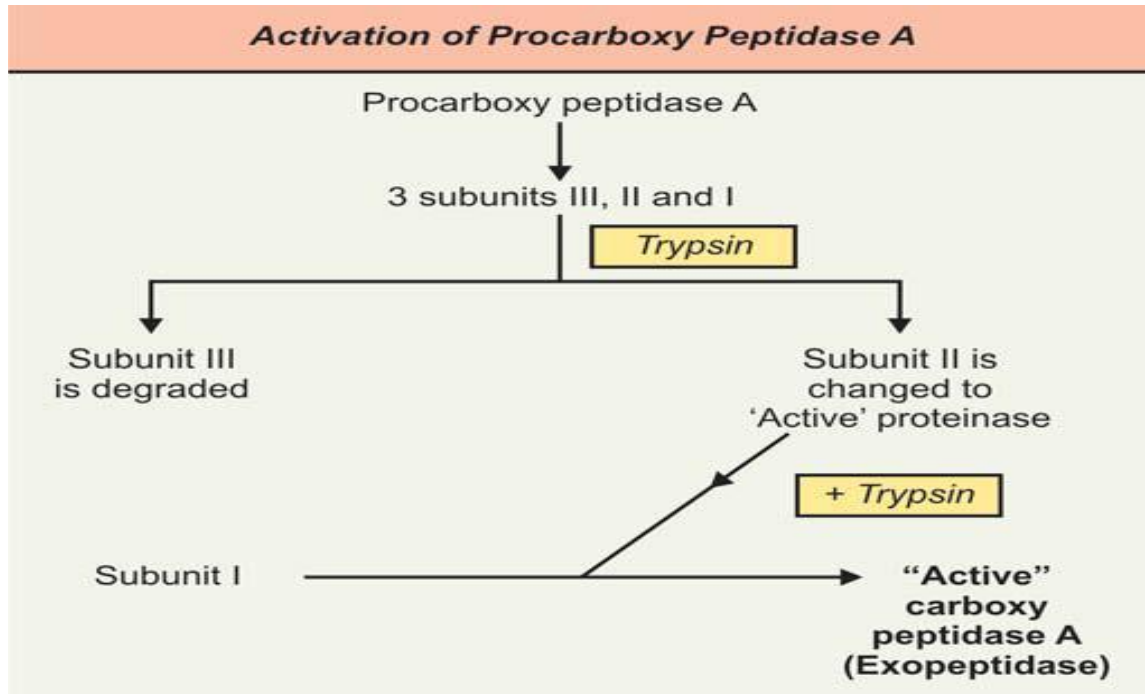 Activation of Procarboxy Peptidase A
Procarboxy peptidase A
3 subunits III, II and I
Trypsin
Subunit III
is degraded
Subunit II is
changed to
‘Active’ proteinase
+ Trypsin
Subunit I
“Active”
carboxy
peptidase A
(Exopeptidase)